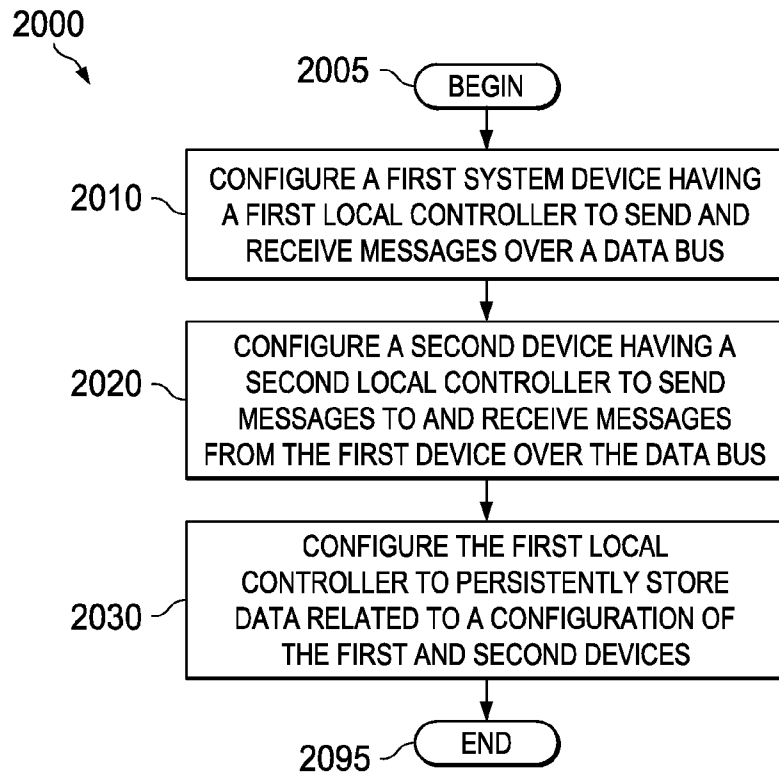 2000
2005
BEGIN
2010
CONFIGURE A FIRST SYSTEM DEVICE HAVING
A FIRST LOCAL CONTROLLER TO SEND AND
RECEIVE MESSAGES OVER A DATA BUS
2020
CONFIGURE A SECOND DEVICE HAVING A
SECOND LOCAL CONTROLLER TO SEND
MESSAGES TO AND RECEIVE MESSAGES
FROM THE FIRST DEVICE OVER THE DATA BUS
2030
CONFIGURE THE FIRST LOCAL
CONTROLLER TO PERSISTENTLY STORE
DATA RELATED TO A CONFIGURATION OF
THE FIRST AND SECOND DEVICES
2095
END